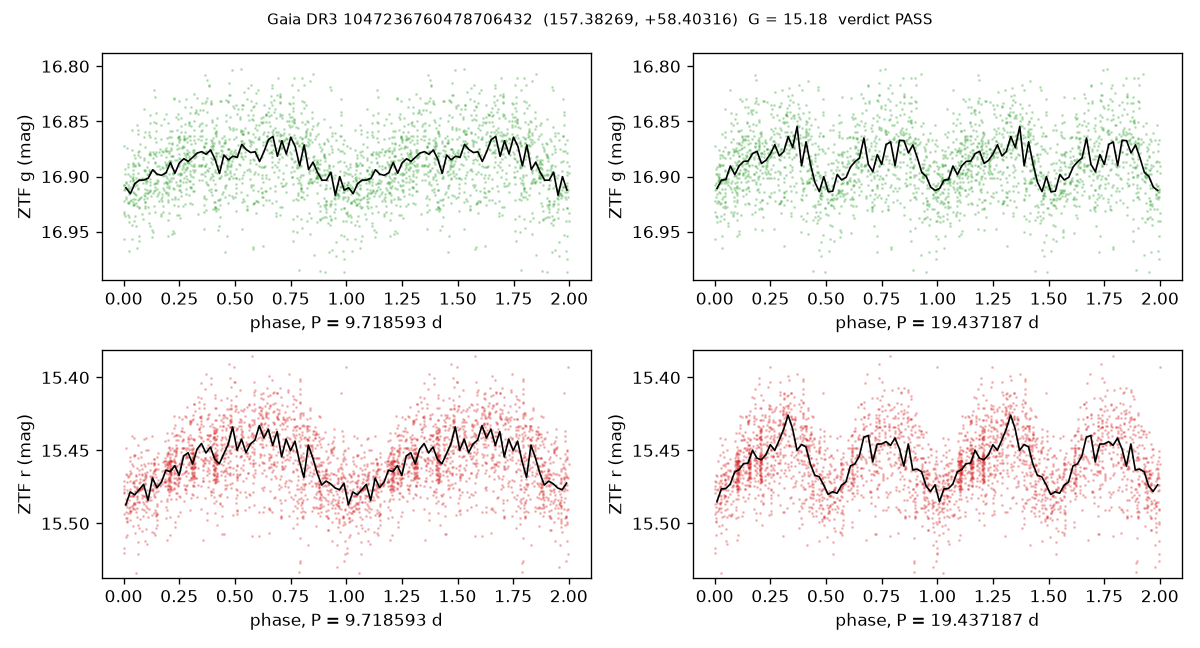 Gaia DR3 1047236760478706432 (157.38269, +58.40316) G = 15.18 verdict PASS
ZTF g (mag)
16.80
16.85
16.90
16.95
0.00 0.25 0.50 0.75 1.00 1.25 1.50 1.75 2.00
phase, P = 9.718593 d
ZTF g (mag)
16.80
16.85
16.90
16.95
0.00 0.25 0.50 0.75 1.00 1.25 1.50 1.75 2.00
phase, P = 19.437187 d
ZTF r (mag)
15.40
15.45
15.50
0.00 0.25 0.50 0.75 1.00 1.25 1.50 1.75 2.00
phase, P = 9.718593 d
ZTF r (mag)
15.40
15.45
15.50
0.00 0.25 0.50 0.75 1.00 1.25 1.50 1.75 2.00
phase, P = 19.437187 d